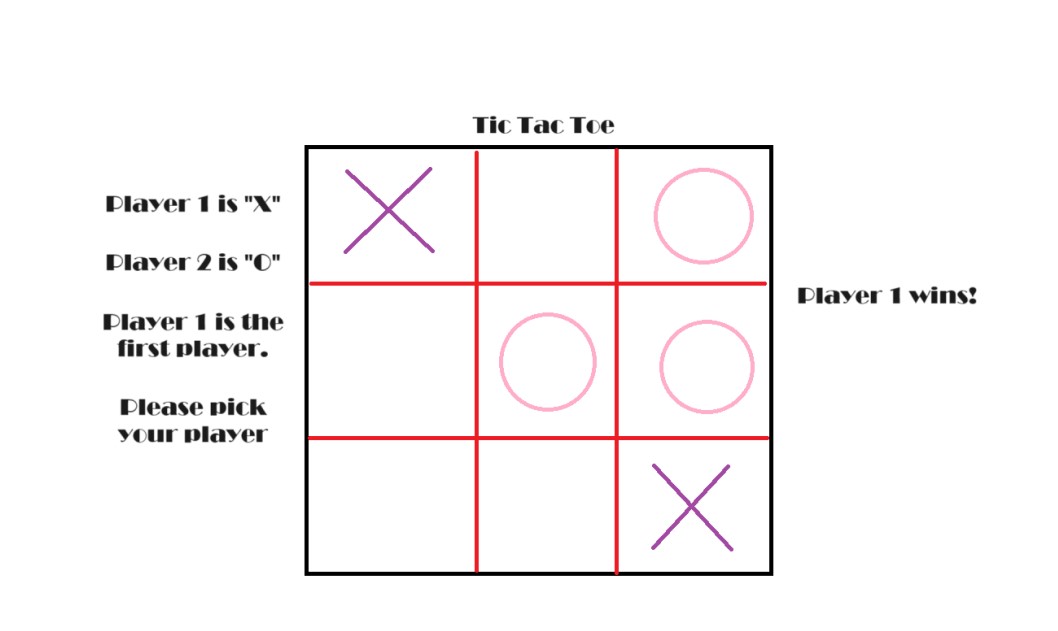 Tic Tac Toe
Player 1 is "X"
Player 2 is "O"
Player 1 is the
first player.
Please pick
your player
Player 1 wins!